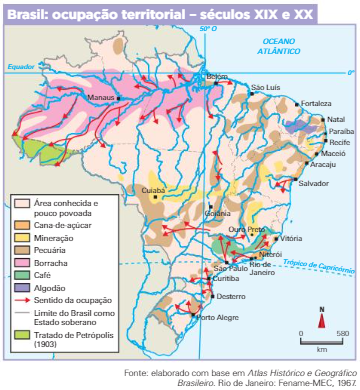 Brasil: ocupação territorial – séculos XIX e XX
50° O
OCEANO
ATLÂNTICO
Equador
0°
Belém
São Luís
Manaus
Fortaleza
Natal
Paraíba
Recife
Maceió
Aracaju
Salvador
Cuiabá
Goiânia
Ouro Preto
Vitória
Niterói
Rio de
Janeiro
São Paulo
Trópico de Capricórnio
Curitiba
Desterro
Porto Alegre
Área conhecida e
pouco povoada
Cana-de-açúcar
Mineração
Pecuária
Borracha
Café
Algodão
Sentido da ocupação
Limite do Brasil como
Estado soberano
Tratado de Petrópolis
(1903)
N
0 580
km
Fonte: elaborado com base em Atlas Histórico e Geográfico
Brasileiro. Rio de Janeiro: Fename-MEC, 1967.